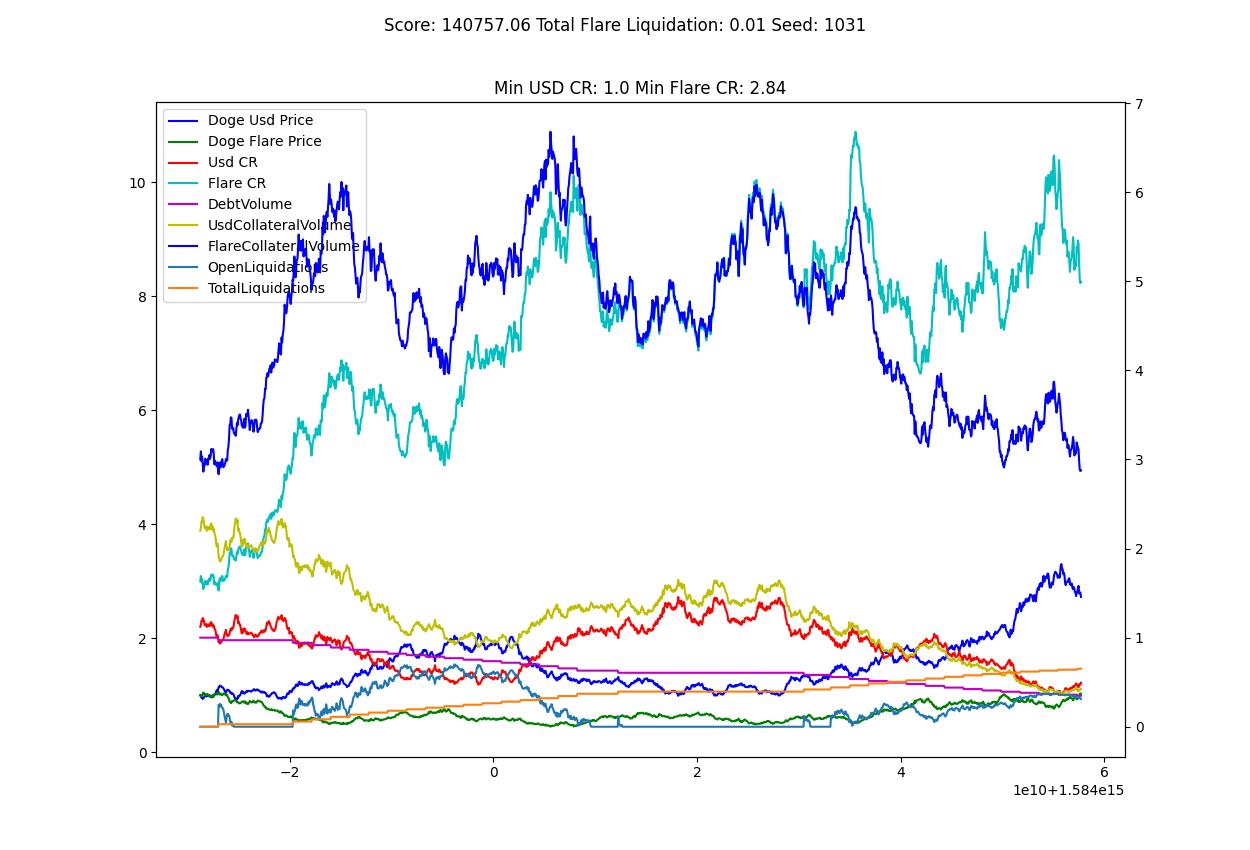 Score: 140757.06 Total Flare Liquidation: 0.01 Seed: 1031
Min USD CR: 1.0 Min Flare CR: 2.84
Doge Usd Price
Doge Flare Price
Usd CR
Flare CR
DebtVolume
UsdCollateralVolume
FlareCollateralVolume
OpenLiquidations
TotalLiquidations
10
8
6
4
2
0
7
6
5
4
3
2
1
0
−2
0
2
4
6
1e10+1.584e15